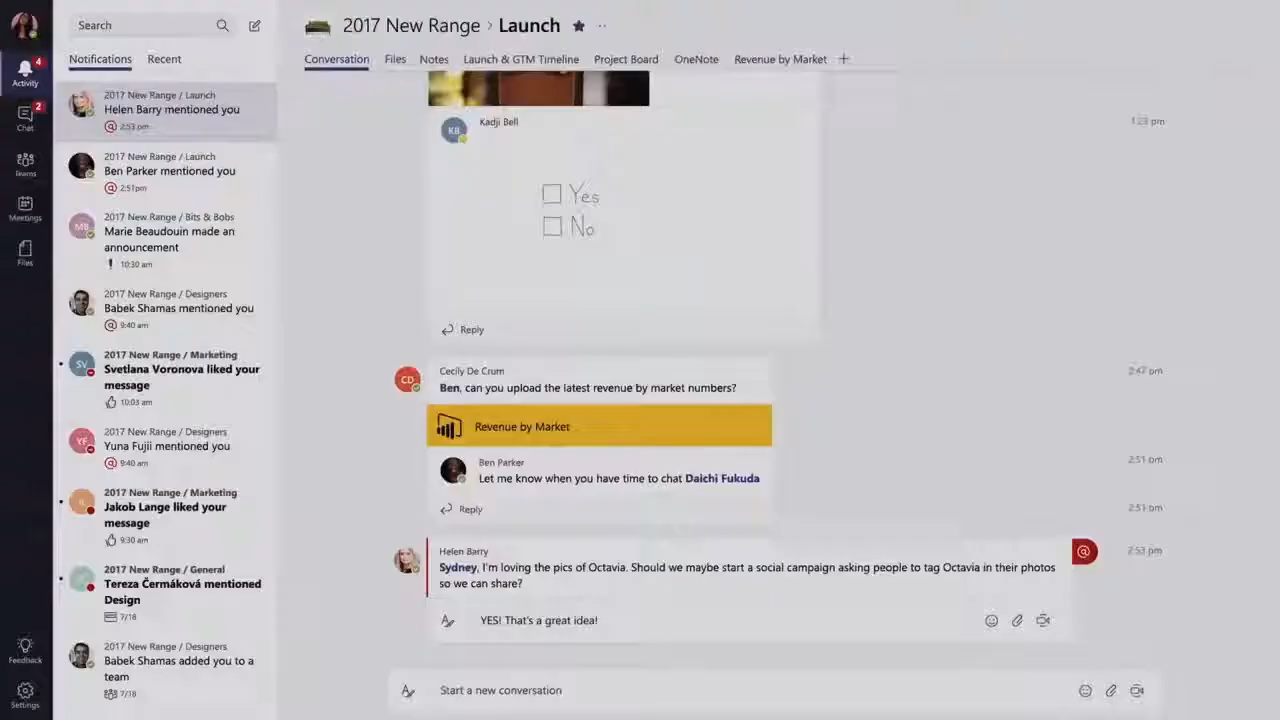 Search
2017 New Range › Launch
Notifications
Recent
Conversation
Files
Notes
Launch & GTM Timeline
Project Board
OneNote
Revenue by Market
4
Activity
2
Chat
Teams
Meetings
Files
Feedback
Settings
2017 New Range / Launch
Helen Barry mentioned you
2:53 pm
2017 New Range / Launch
Ben Parker mentioned you
2:51pm
MB
2017 New Range / Bits & Bobs
Marie Beaudouin made an
announcement
10:30 am
2017 New Range / Designers
Babek Shamas mentioned you
9:40 am
SV
2017 New Range / Marketing
Svetlana Voronova liked your
message
10:03 am
YF
2017 New Range / Designers
Yuna Fujii mentioned you
9:40 am
2017 New Range / Marketing
Jakob Lange liked your
message
9:30 am
2017 New Range / General
Tereza Čermáková mentioned
Design
7/18
2017 New Range / Designers
Babek Shamas added you to a
team
7/18
KB
Kadji Bell
1:23 pm
Yes
No
Reply
CD
Cecily De Crum
2:47 pm
Ben, can you upload the latest revenue by market numbers?
Revenue by Market
Ben Parker
2:51 pm
Let me know when you have time to chat Daichi Fukuda
Reply
2:51 pm
Helen Barry
@
2:53 pm
Sydney, I'm loving the pics of Octavia. Should we maybe start a social campaign asking people to tag Octavia in their photos
so we can share?
YES! That's a great idea!
Start a new conversation